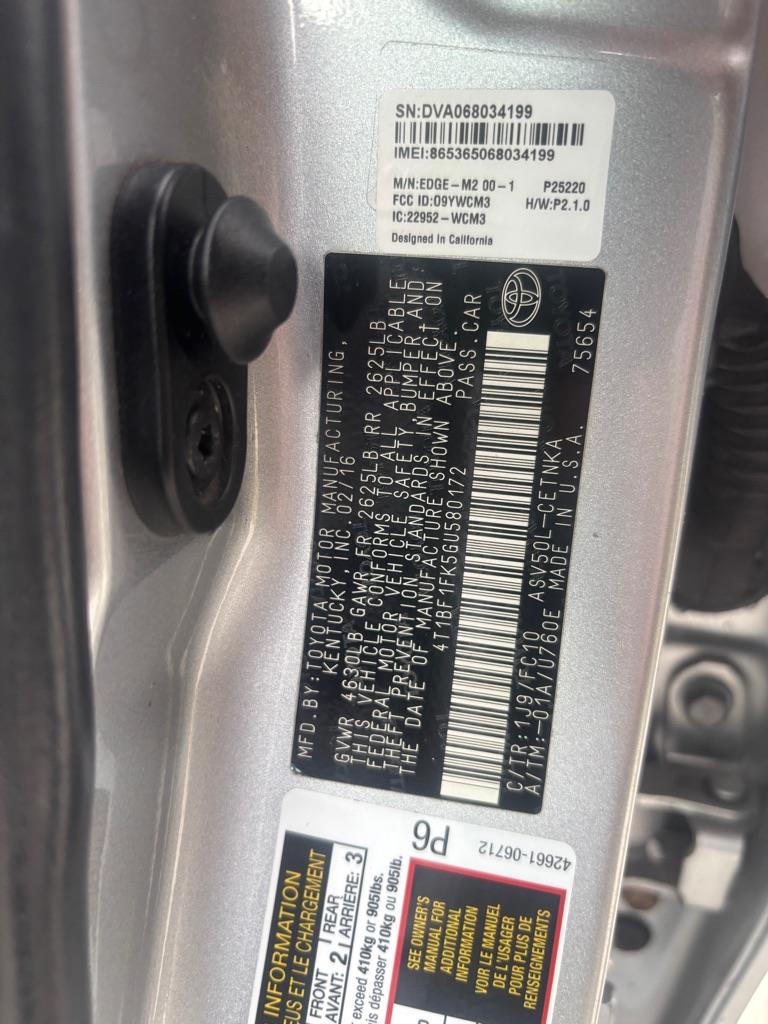 SN:DVA068034199
IMEI:865365068034199
M/N:EDGE-M2 00-1 P25220
FCC ID:O9YWCM3 H/W:P2.1.0
IC:22952-WCM3
Designed in California
MFD.BY:TOYOTA MOTOR MANUFACTURING,
KENTUCKY, INC. 02/16
GVWR 4630LB GAWR FR 2625LB RR 2625LB
THIS VEHICLE CONFORMS TO ALL APPLICABLE
FEDERAL MOTOR VEHICLE SAFETY, BUMPER, AND
THEFT PREVENTION STANDARDS IN EFFECT ON
THE DATE OF MANUFACTURE SHOWN ABOVE.
4T1BF1FK5GU580172 PASS.CAR
C/TR:1J9/FC10 ASV50L-CETNKA
A/TM:-01A/U760E MADE IN U.S.A. 75654
P6
42661-06712
INFORMATION
EUS ET LE CHARGEMENT
FRONT REAR
AVANT: 2 ARRIÈRE: 3
exceed 410kg or 905lbs.
dépasser 410kg ou 905lb.
SEE OWNER'S
MANUAL FOR
ADDITIONAL
INFORMATION
VOIR LE MANUEL
DE L'USAGER
POUR PLUS DE
RENSEIGNEMENTS